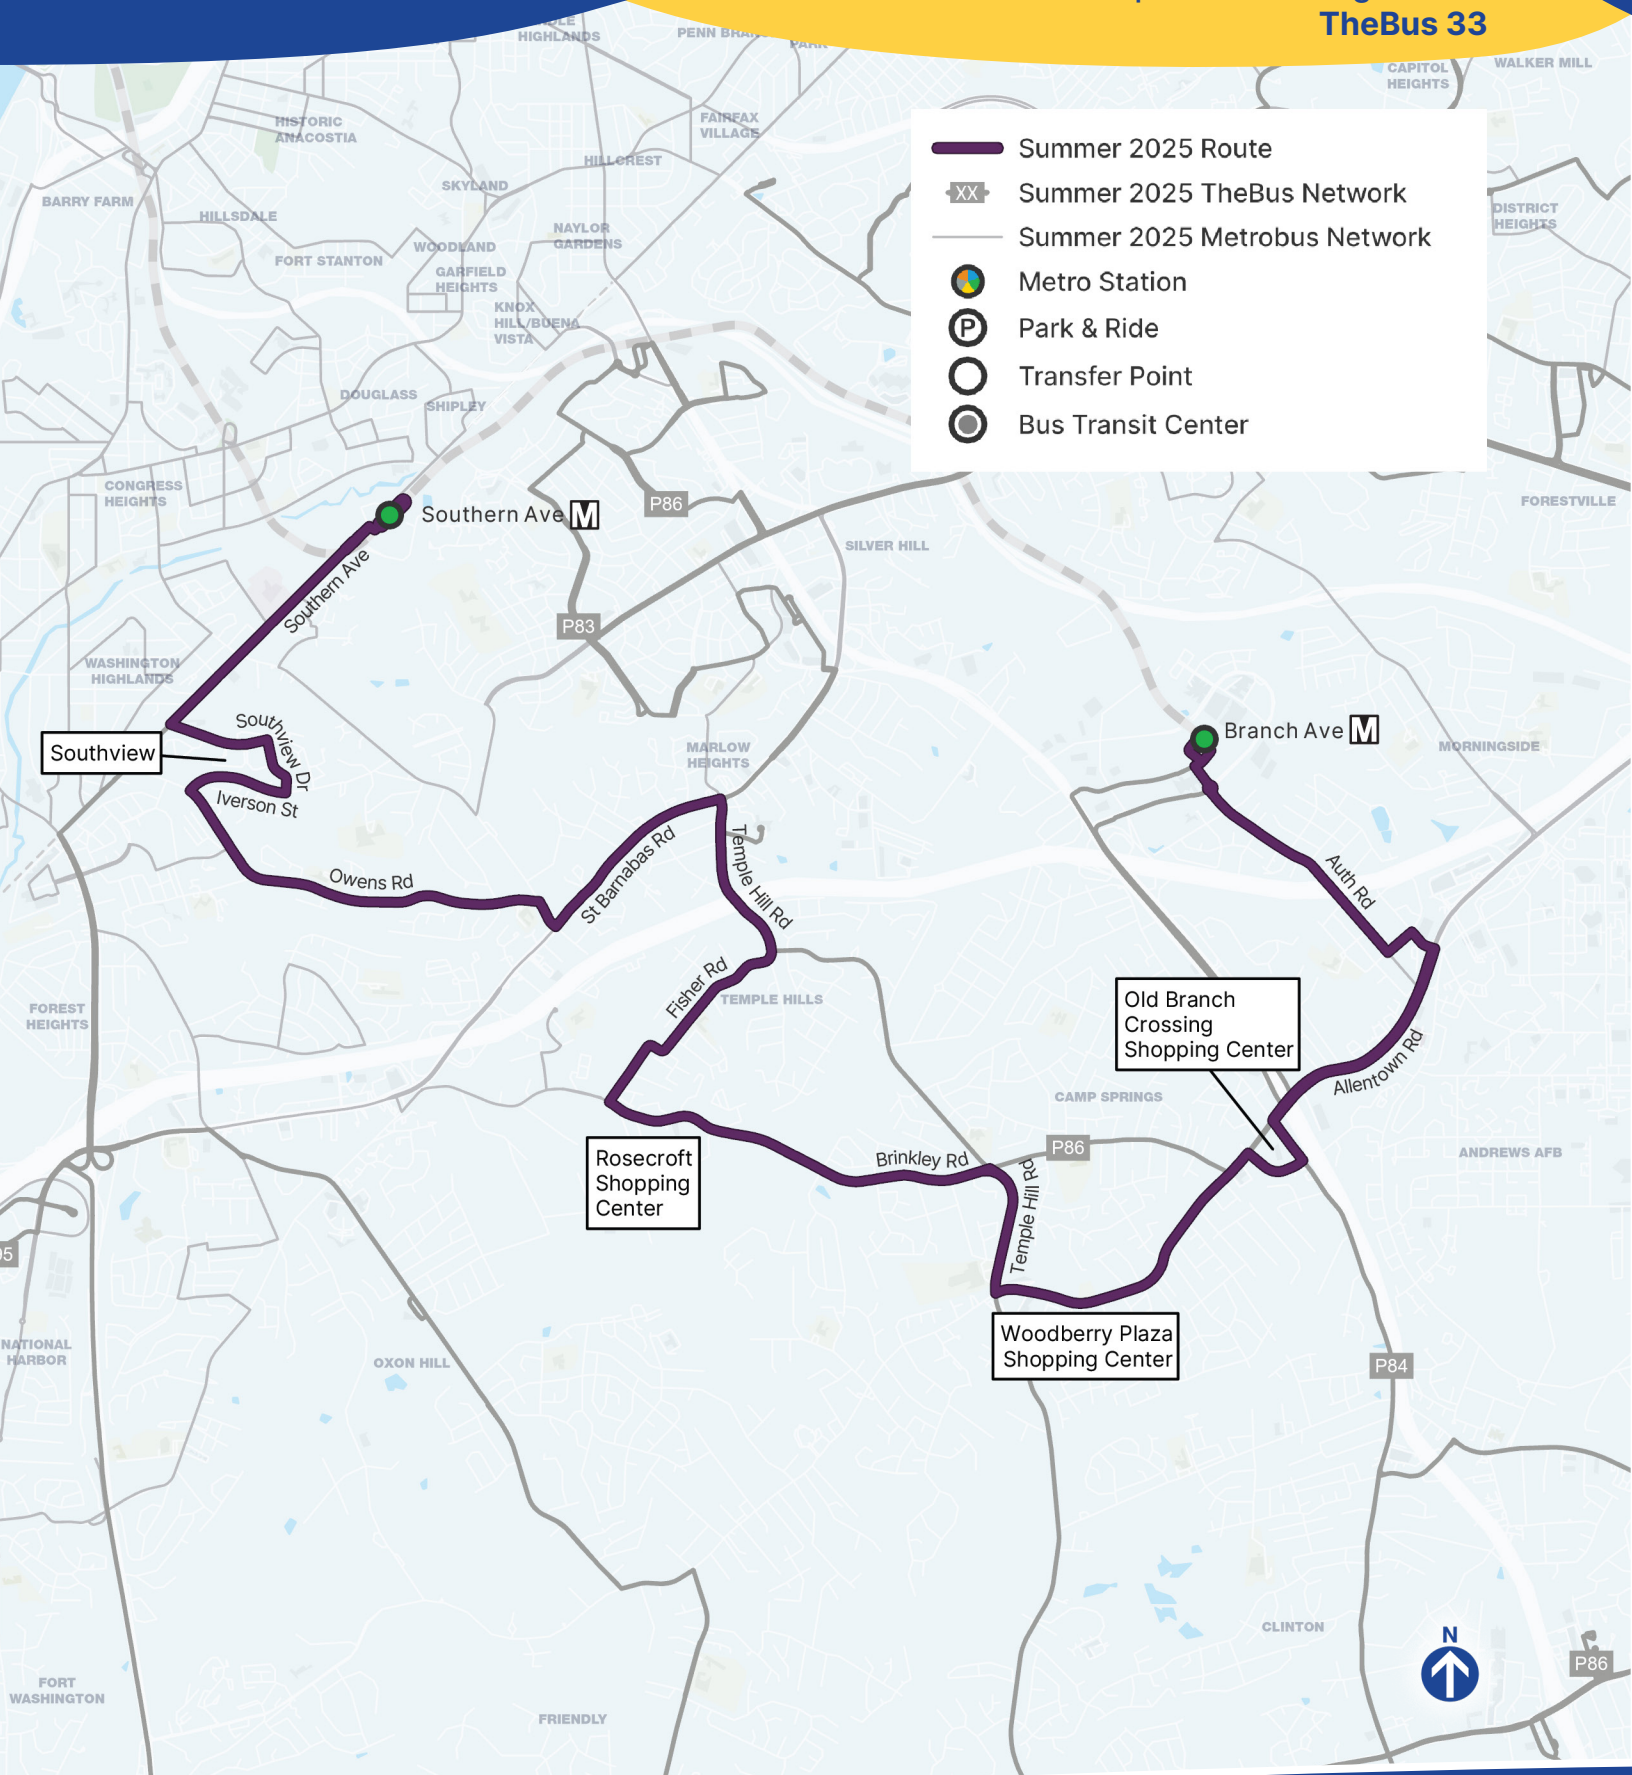 TheBus 33
HIGHLANDS
WALKER MILL
CAPITOL
HEIGHTS
HISTORIC
ANACOSTIA
FAIRFAX
VILLAGE
HILLCREST
SKYLAND
BARRY FARM
HILLSDALE
NAYLOR
GARDENS
WOODLAND
FORT STANTON
GARFIELD
HEIGHTS
KNOX
HILL/BUENA
VISTA
DISTRICT
HEIGHTS
Summer 2025 Route
XX
Summer 2025 TheBus Network
Summer 2025 Metrobus Network
Metro Station
P
Park & Ride
Transfer Point
Bus Transit Center
DOUGLASS
SHIPLEY
CONGRESS
HEIGHTS
FORESTVILLE
Southern Ave M
P86
SILVER HILL
Southern Ave
P83
WASHINGTON
HIGHLANDS
Southview
Southview Dr
Iverson St
MARLOW
HEIGHTS
Branch Ave M
MORNINGSIDE
Owens Rd
St Barnabas Rd
Temple Hill Rd
Auth Rd
Fisher Rd
TEMPLE HILLS
FOREST
HEIGHTS
Old Branch
Crossing
Shopping Center
Allentown Rd
CAMP SPRINGS
P86
ANDREWS AFB
Rosecroft
Shopping
Center
Brinkley Rd
Temple Hill Rd
NATIONAL
HARBOR
OXON HILL
Woodberry Plaza
Shopping Center
P84
CLINTON
N
P86
FORT
WASHINGTON
FRIENDLY